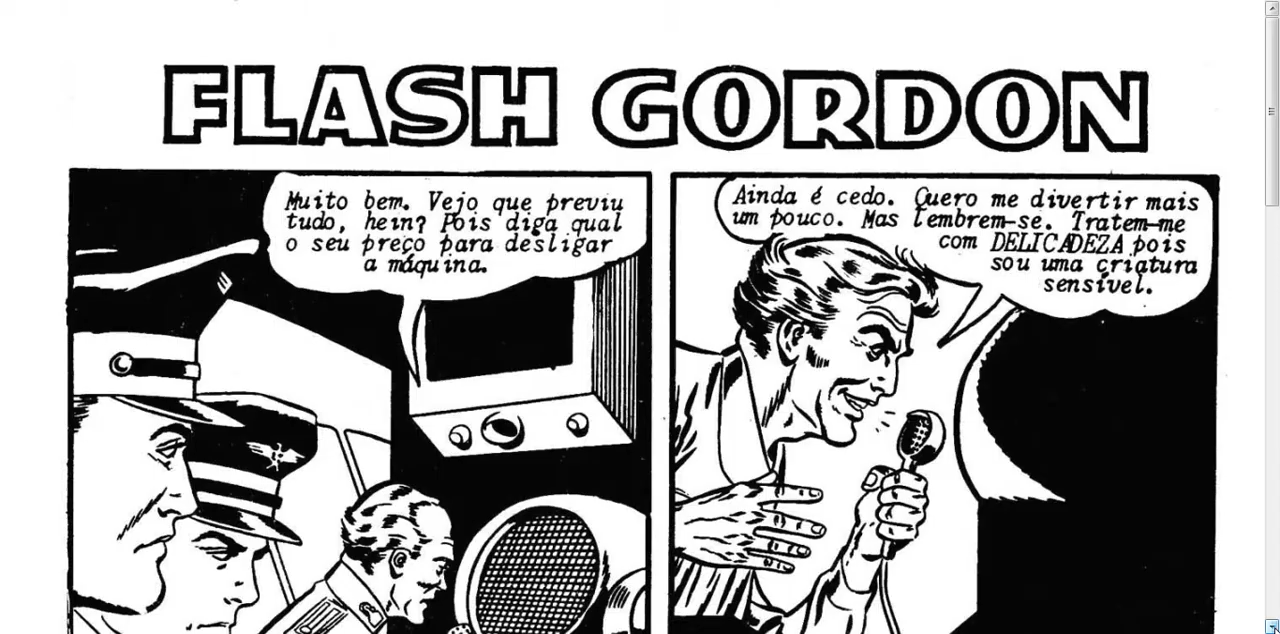 FLASH GORDON
Muito bem. Vejo que previu
tudo, hein? Pois diga qual
o seu preço para desligar
a máquina.
Ainda é cedo. Quero me divertir mais
um pouco. Mas lembrem-se. Tratem-me
com DELICADEZA pois
sou uma criatura
sensível.